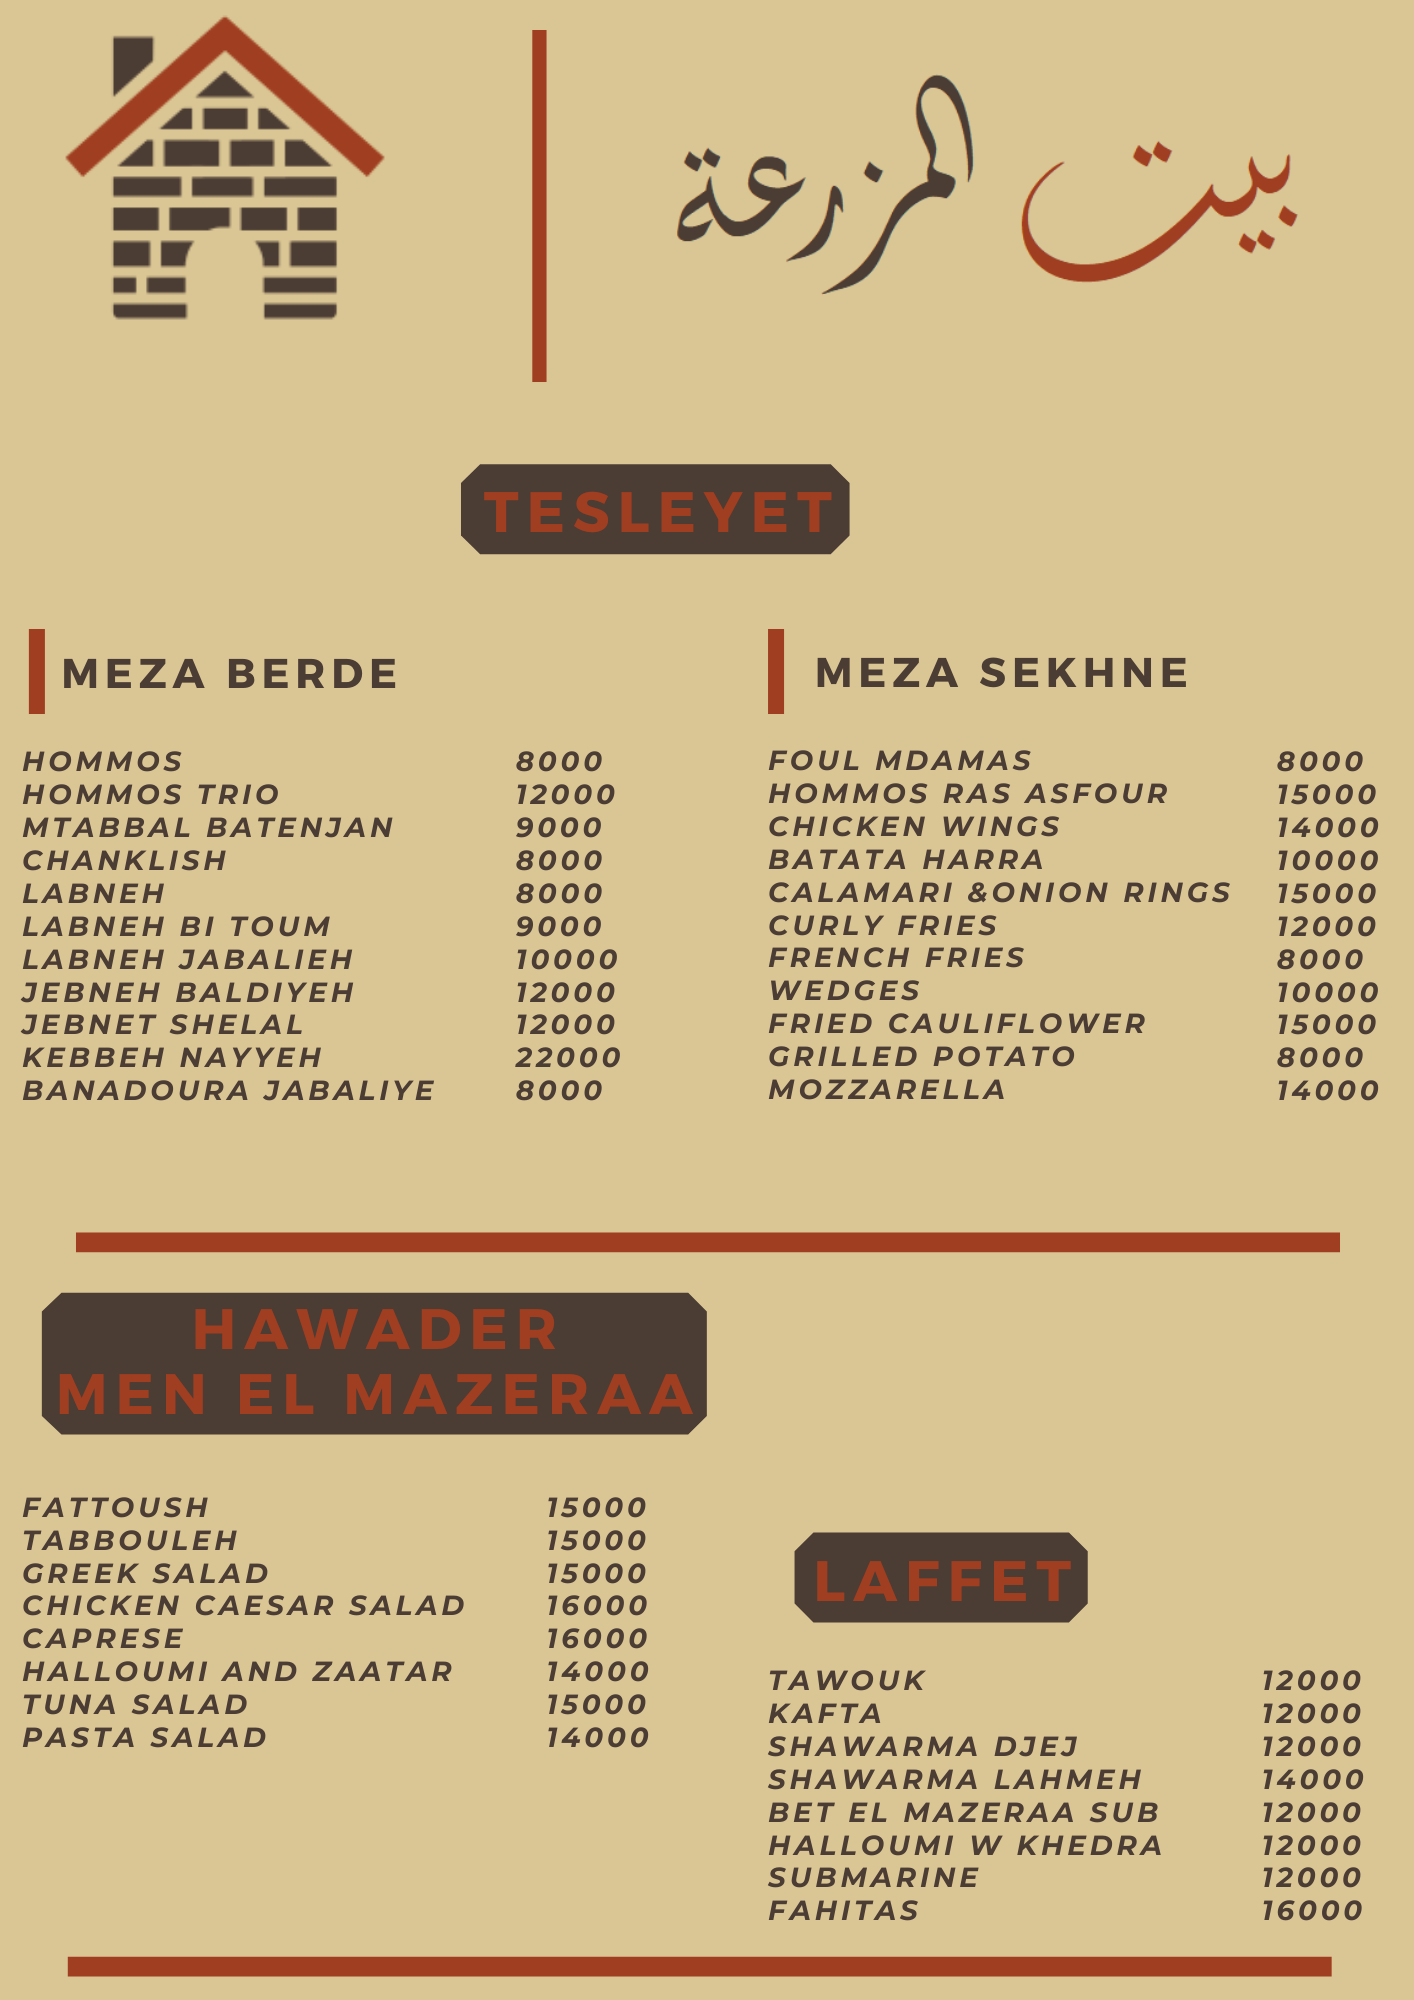 بيت المزرعة
TESLEYET
MEZA BERDE
HOMMOS 8000
HOMMOS TRIO 12000
MTABBAL BATENJAN 9000
CHANKLISH 8000
LABNEH 8000
LABNEH BI TOUM 9000
LABNEH JABALIEH 10000
JEBNEH BALDIYEH 12000
JEBNET SHELAL 12000
KEBBEH NAYYEH 22000
BANADOURA JABALIYE 8000
MEZA SEKHNE
FOUL MDAMAS 8000
HOMMOS RAS ASFOUR 15000
CHICKEN WINGS 14000
BATATA HARRA 10000
CALAMARI &ONION RINGS 15000
CURLY FRIES 12000
FRENCH FRIES 8000
WEDGES 10000
FRIED CAULIFLOWER 15000
GRILLED POTATO 8000
MOZZARELLA 14000
HAWADER
MEN EL MAZERAA
FATTOUSH 15000
TABBOULEH 15000
GREEK SALAD 15000
CHICKEN CAESAR SALAD 16000
CAPRESE 16000
HALLOUMI AND ZAATAR 14000
TUNA SALAD 15000
PASTA SALAD 14000
LAFFET
TAWOUK 12000
KAFTA 12000
SHAWARMA DJEJ 12000
SHAWARMA LAHMEH 14000
BET EL MAZERAA SUB 12000
HALLOUMI W KHEDRA 12000
SUBMARINE 12000
FAHITAS 16000